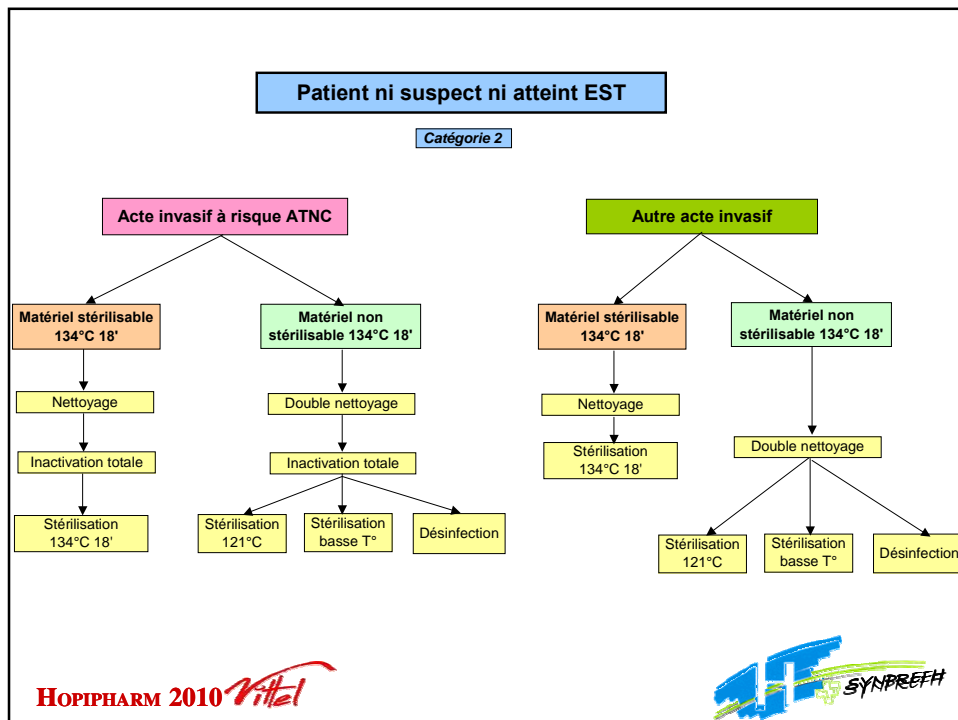 Patient ni suspect ni atteint EST
Catégorie 2
Acte invasif à risque ATNC
Autre acte invasif
Matériel stérilisable
134°C 18'
Matériel non
stérilisable 134°C 18'
Matériel stérilisable
134°C 18'
Matériel non
stérilisable 134°C 18'
Nettoyage
Double nettoyage
Nettoyage
Inactivation totale
Inactivation totale
Stérilisation
134°C 18'
Double nettoyage
Stérilisation
134°C 18'
Stérilisation
121°C
Stérilisation
basse T°
Désinfection
Stérilisation
121°C
Stérilisation
basse T°
Désinfection
HOPIPHARM 2010 Vittel
SYNPREFH